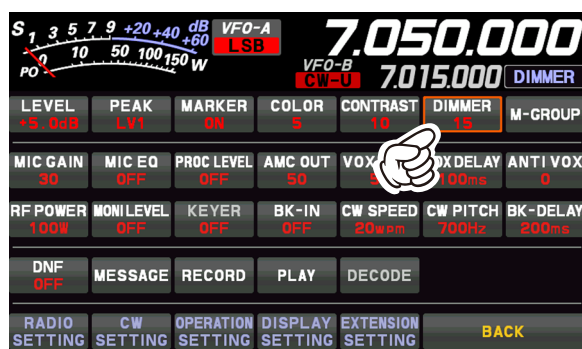 S 1 3 5 7 9 +20 +40 +60 dB VFO-A 7.050.000
LSB
PO 0 10 50 100 150 W VFO-B 7.015.000 DIMMER
CW-U
LEVEL PEAK MARKER COLOR CONTRAST DIMMER M-GROUP
+5.0dB LV1 ON 5 10 15
MIC GAIN MIC EQ PROC LEVEL AMC OUT VOX DELAY ANTI VOX
30 OFF OFF 50 100ms 0
RF POWER MONI LEVEL KEYER BK-IN CW SPEED CW PITCH BK-DELAY
100W OFF OFF OFF 20wpm 700Hz 200ms
DNF MESSAGE RECORD PLAY DECODE
OFF
RADIO CW OPERATION DISPLAY EXTENSION BACK
SETTING SETTING SETTING SETTING SETTING